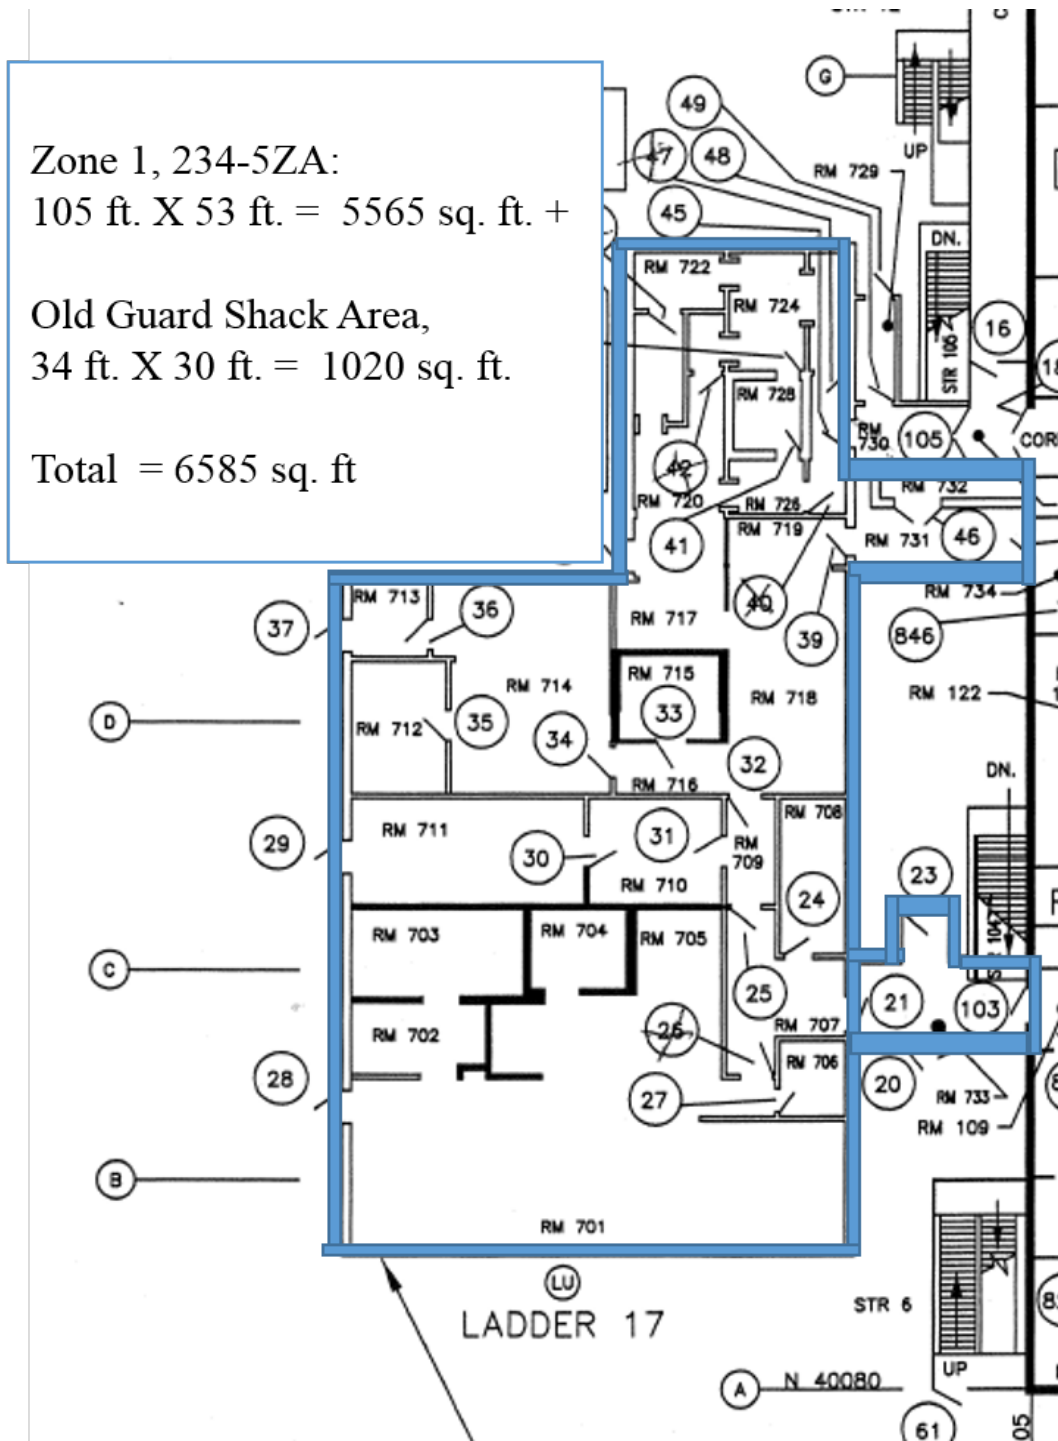 G
49
47
48
45
UP
RM 729
DN.
RM 722
RM 724
STR 105
16
RM 728
RM 730
105
42
RM 720
RM 726
RM 732
RM 719
RM 731
46
41
40
RM 734
RM 713
36
37
RM 717
39
846
RM 715
RM 714
33
RM 718
RM 122
D
RM 712
35
34
32
DN.
RM 716
RM 708
RM 711
31
29
30
RM 709
RM 710
23
24
RM 703
RM 704
RM 705
C
25
21
103
RM 702
26
RM 707
RM 706
28
27
20
RM 733
RM 109
B
RM 701
LU
LADDER 17
STR 6
UP
A
N 40080
61
Zone 1, 234-5ZA:
105 ft. X 53 ft. = 5565 sq. ft. +
Old Guard Shack Area,
34 ft. X 30 ft. = 1020 sq. ft.
Total = 6585 sq. ft